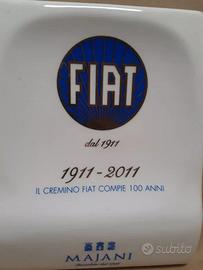 FIAT
dal 1911
1911-2011
IL CREMINO FIAT COMPIE 100 ANNI
MAJANI
subito